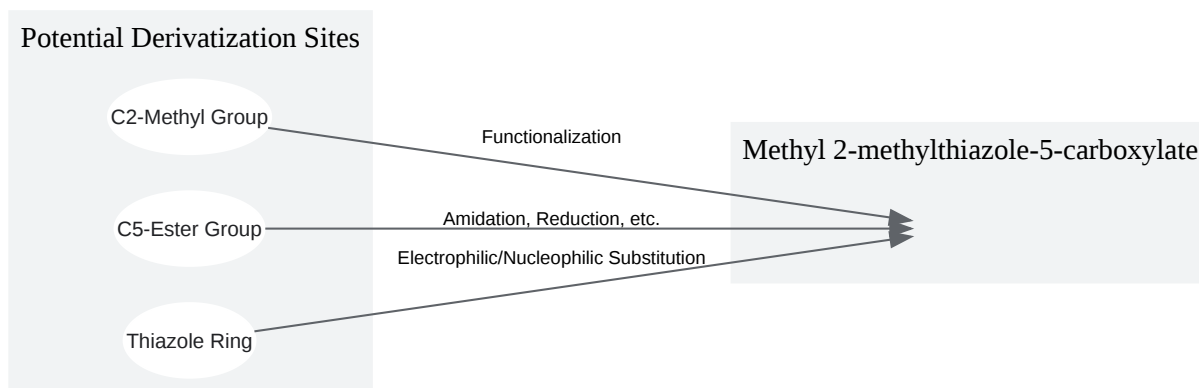 Potential Derivatization Sites
C2-Methyl Group
Functionalization
Methyl 2-methylthiazole-5-carboxylate
C5-Ester Group
Amidation, Reduction, etc.
Electrophilic/Nucleophilic Substitution
Thiazole Ring